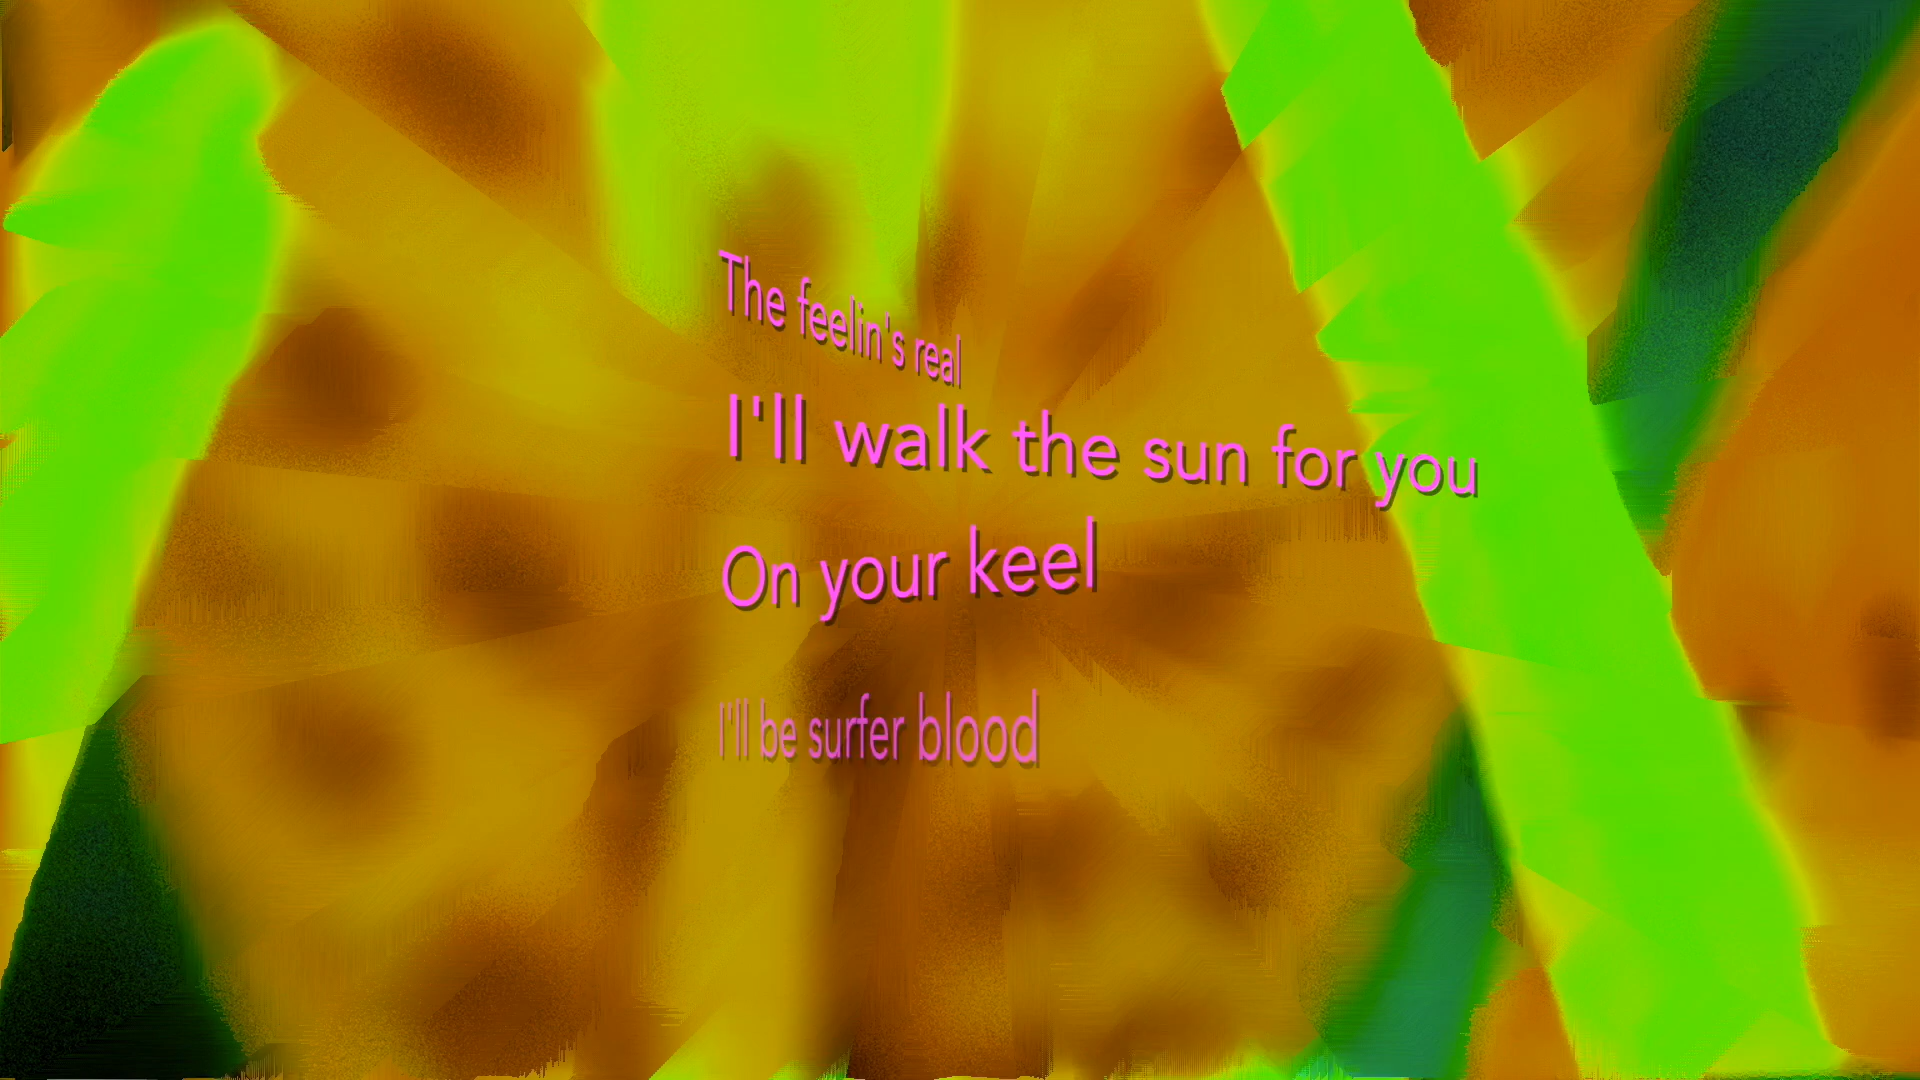 The feelin's real
I'll walk the sun for you
On your keel
I'll be surfer blood